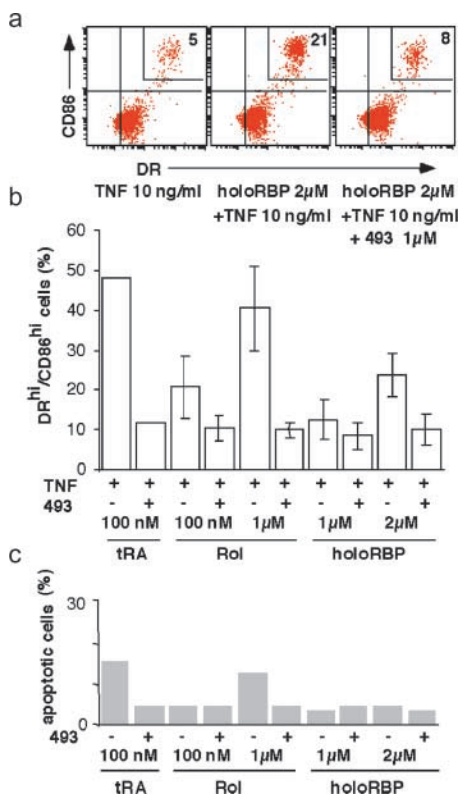 a
5 21 8
CD86
DR
TNF 10 ng/ml holoRBP 2µM holoRBP 2µM
+TNF 10 ng/ml +TNF 10 ng/ml
+ 493 1µM
b
DRhi/CD86hi cells (%)
60
50
40
30
20
10
0
TNF + + + + + + + + + +
493 - + - + - + - + - +
100 nM 100 nM 1µM 1µM 2µM
tRA Rol holoRBP
c
apoptotic cells (%)
30
0
493 - + - + - + - + - +
100 nM 100 nM 1µM 1µM 2µM
tRA Rol holoRBP